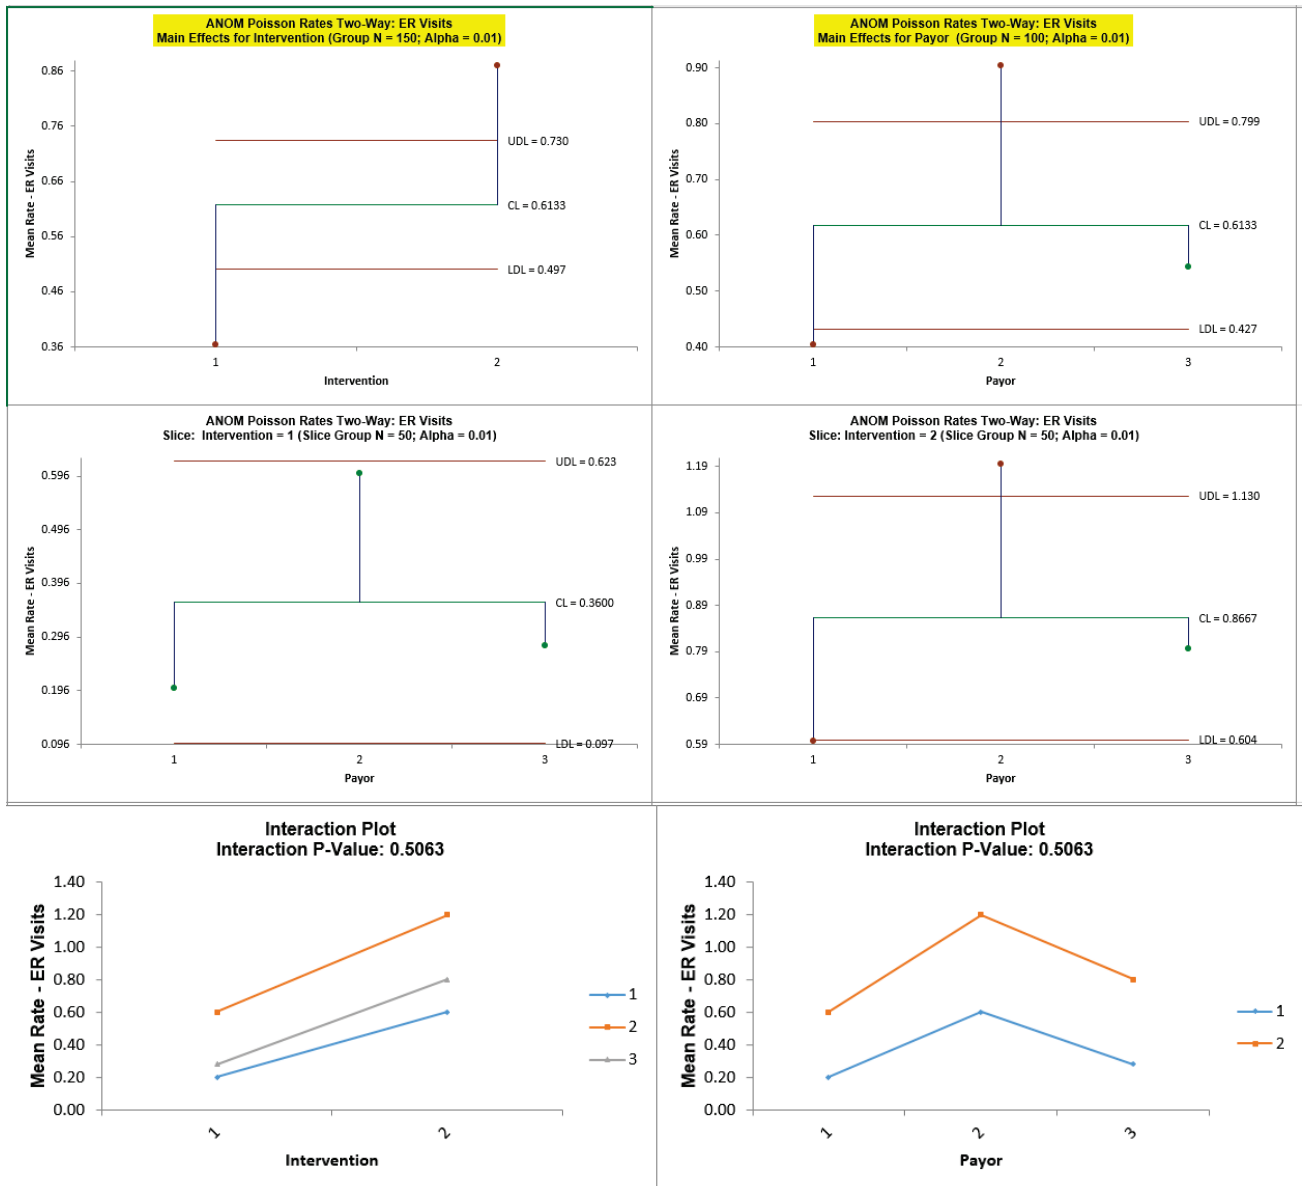 ANOM Poisson Rates Two-Way: ER Visits
Main Effects for Intervention (Group N = 150; Alpha = 0.01)
0.86
0.76
0.66
0.56
0.46
0.36
Mean Rate - ER Visits
UDL = 0.730
CL = 0.6133
LDL = 0.497
1
2
Intervention
ANOM Poisson Rates Two-Way: ER Visits
Main Effects for Payor (Group N = 100; Alpha = 0.01)
0.90
0.80
0.70
0.60
0.50
0.40
Mean Rate - ER Visits
UDL = 0.799
CL = 0.6133
LDL = 0.427
1
2
3
Payor
ANOM Poisson Rates Two-Way: ER Visits
Slice: Intervention = 1 (Slice Group N = 50; Alpha = 0.01)
0.596
0.496
0.396
0.296
0.196
0.096
Mean Rate - ER Visits
UDL = 0.623
CL = 0.3600
LDL = 0.097
1
2
3
Payor
ANOM Poisson Rates Two-Way: ER Visits
Slice: Intervention = 2 (Slice Group N = 50; Alpha = 0.01)
1.19
1.09
0.99
0.89
0.79
0.69
0.59
Mean Rate - ER Visits
UDL = 1.130
CL = 0.8667
LDL = 0.604
1
2
3
Payor
Interaction Plot
Interaction P-Value: 0.5063
1.40
1.20
1.00
0.80
0.60
0.40
0.20
0.00
Mean Rate - ER Visits
1
2
3
1
2
Intervention
Interaction Plot
Interaction P-Value: 0.5063
1.40
1.20
1.00
0.80
0.60
0.40
0.20
0.00
Mean Rate - ER Visits
1
2
1
2
3
Payor